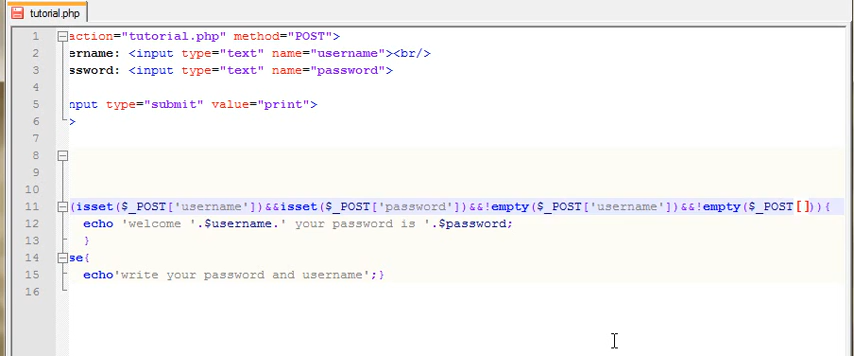 tutorial.php
1 action="tutorial.php" method="POST">
2 ername: <input type="text" name="username"><br/>
3 ssword: <input type="text" name="password">
4
5 nput type="submit" value="print">
6 >
7
8
9
10
11 (isset($_POST['username'])&&isset($_POST['password'])&&!empty($_POST['username'])&&!empty($_POST[])){
12 echo 'welcome '.$username.' your password is '.$password;
13 }
14 se{
15 echo'write your password and username';}
16